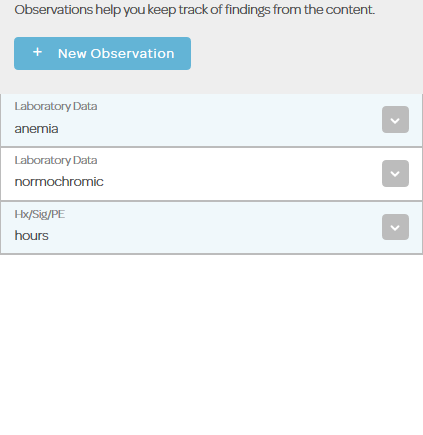 Observations help you keep track of findings from the content.
+ New Observation
Laboratory Data
anemia
Laboratory Data
normochromic
Hx/Sig/PE
hours